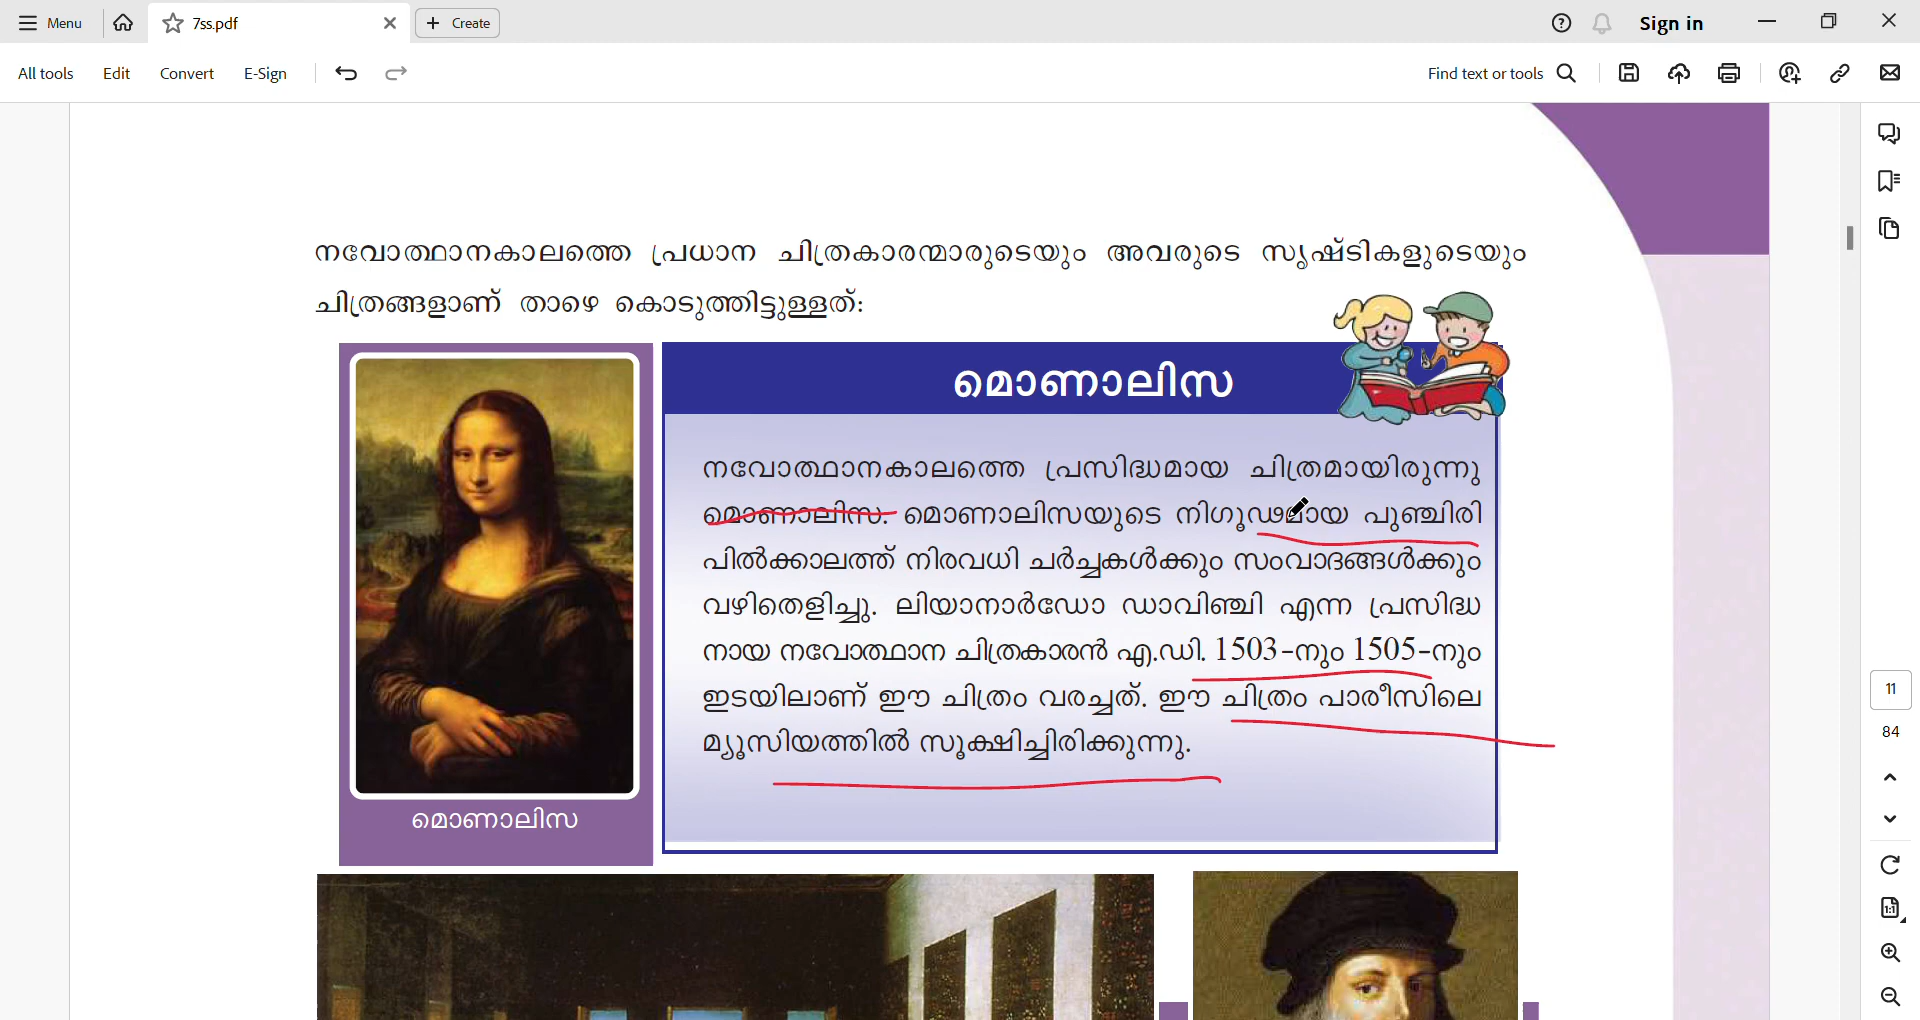 Menu
7ss.pdf
Create
Sign in
All tools
Edit
Convert
E-Sign
Find text or tools
നവോത്ഥാനകാലത്തെ പ്രധാന ചിത്രകാരന്മാരുടെയും അവരുടെ സൃഷ്ടികളുടെയും
ചിത്രങ്ങളാണ് താഴെ കൊടുത്തിട്ടുള്ളത്:
മൊണാലിസ
നവോത്ഥാനകാലത്തെ പ്രസിദ്ധമായ ചിത്രമായിരുന്നു
മൊണാലിസ. മൊണാലിസയുടെ നിഗൂഢമായ പുഞ്ചിരി
പിൽക്കാലത്ത് നിരവധി ചർച്ചകൾക്കും സംവാദങ്ങൾക്കും
വഴിതെളിച്ചു. ലിയാനാർഡോ ഡാവിഞ്ചി എന്ന പ്രസിദ്ധ
നായ നവോത്ഥാന ചിത്രകാരൻ എ.ഡി. 1503-നും 1505-നും
ഇടയിലാണ് ഈ ചിത്രം വരച്ചത്. ഈ ചിത്രം പാരീസിലെ
മ്യൂസിയത്തിൽ സൂക്ഷിച്ചിരിക്കുന്നു.
മൊണാലിസ
11
84